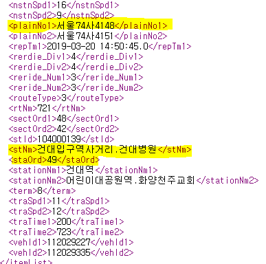 <nstnSpd1>16</nstnSpd1>
<nstnSpd2>9</nstnSpd2>
<plainNo1>서울74사4148</plainNo1>
<plainNo2>서울74사4151</plainNo2>
<repTm1>2019-03-20 14:50:45.0</repTm1>
<rerdie_Div1>4</rerdie_Div1>
<rerdie_Div2>4</rerdie_Div2>
<reride_Num1>3</reride_Num1>
<reride_Num2>3</reride_Num2>
<routeType>3</routeType>
<rtNm>721</rtNm>
<sectOrd1>48</sectOrd1>
<sectOrd2>42</sectOrd2>
<stId>104000139</stId>
<stNm>건대입구역사거리.건대병원</stNm>
<staOrd>49</staOrd>
<stationNm1>건대역</stationNm1>
<stationNm2>어린이대공원역.화양천주교회</stationNm2>
<term>8</term>
<traSpd1>11</traSpd1>
<traSpd2>12</traSpd2>
<traTime1>200</traTime1>
<traTime2>723</traTime2>
<vehId1>112029227</vehId1>
<vehId2>112029335</vehId2>
</itemList>